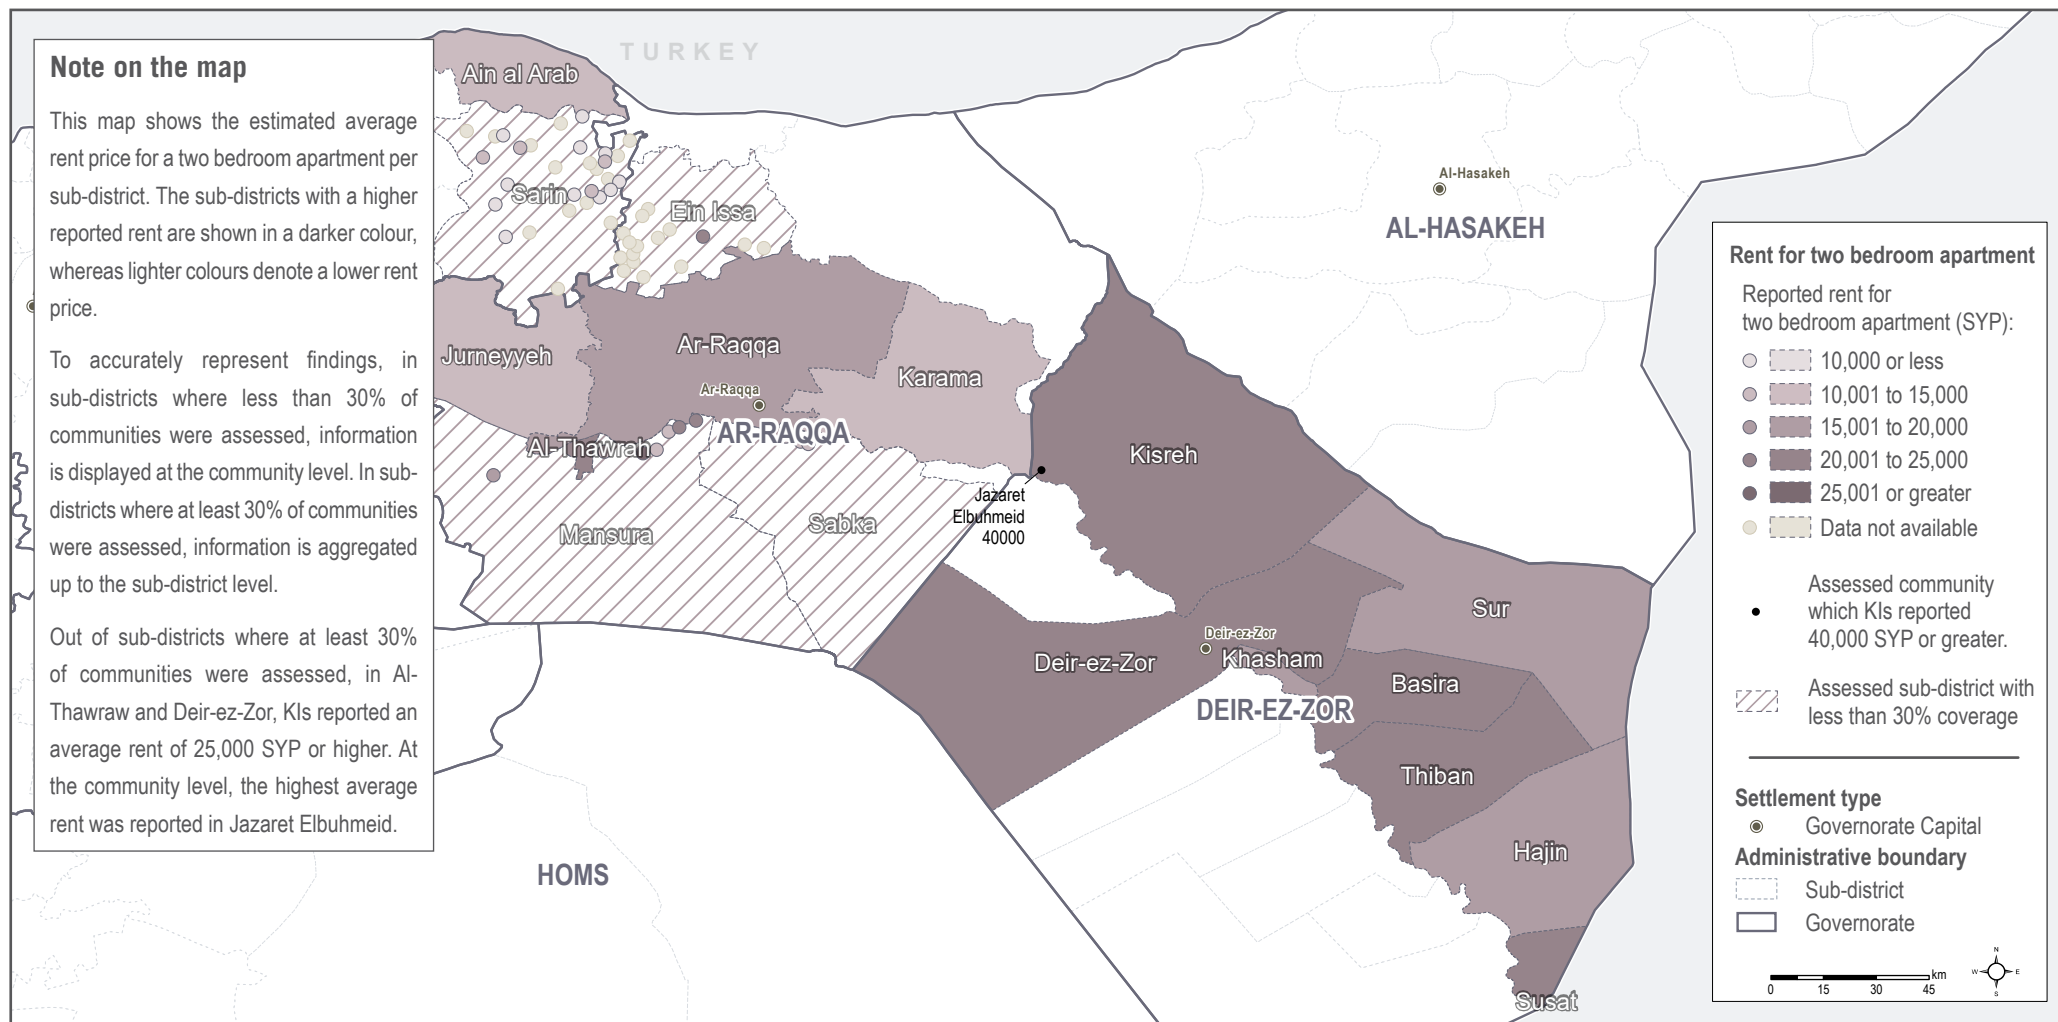 Note on the map
This map shows the estimated average
rent price for a two bedroom apartment per
sub-district. The sub-districts with a higher
reported rent are shown in a darker colour,
whereas lighter colours denote a lower rent
price.
To accurately represent findings, in
sub-districts where less than 30% of
communities were assessed, information
is displayed at the community level. In sub-
districts where at least 30% of communities
were assessed, information is aggregated
up to the sub-district level.
Out of sub-districts where at least 30%
of communities were assessed, in Al-
Thawraw and Deir-ez-Zor, KIs reported an
average rent of 25,000 SYP or higher. At
the community level, the highest average
rent was reported in Jazaret Elbuhmeid.
TURKEY
Ain al Arab
Sarin
Ein Issa
Jurneyyeh
Ar-Raqqa
Ar-Raqqa
AR-RAQQA
Karama
Al-Thawrah
Mansura
Sabka
Jazaret
Elbuhmeid
40000
Kisreh
Al-Hasakeh
AL-HASAKEH
Deir-ez-Zor
Deir-ez-Zor
Khasham
DEIR-EZ-ZOR
Sur
Basira
Thiban
Hajin
Susat
HOMS
Rent for two bedroom apartment
Reported rent for
two bedroom apartment (SYP):
10,000 or less
10,001 to 15,000
15,001 to 20,000
20,001 to 25,000
25,001 or greater
Data not available
Assessed community
which KIs reported
40,000 SYP or greater.
Assessed sub-district with
less than 30% coverage
Settlement type
Governorate Capital
Administrative boundary
Sub-district
Governorate
km
0 15 30 45
N
W E
S